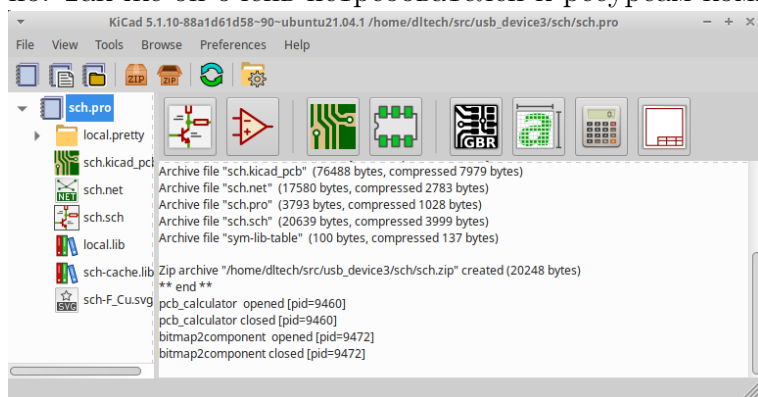 KiCad 5.1.10-88a1d61d58~90~ubuntu21.04.1 /home/dltech/src/usb_device3/sch/sch.pro
File View Tools Browse Preferences Help
ZIP ZIP
sch.pro
local.pretty
sch.kicad_pcl
NET sch.net
sch.sch
local.lib
sch-cache.lib
SVG sch-F_Cu.svg
GBR
Archive file "sch.kicad_pcb" (76488 bytes, compressed 7979 bytes)
Archive file "sch.net" (17580 bytes, compressed 2783 bytes)
Archive file "sch.pro" (3793 bytes, compressed 1028 bytes)
Archive file "sch.sch" (20639 bytes, compressed 3999 bytes)
Archive file "sym-lib-table" (100 bytes, compressed 137 bytes)
Zip archive "/home/dltech/src/usb_device3/sch/sch.zip" created (20248 bytes)
** end **
pcb_calculator opened [pid=9460]
pcb_calculator closed [pid=9460]
bitmap2component opened [pid=9472]
bitmap2component closed [pid=9472]